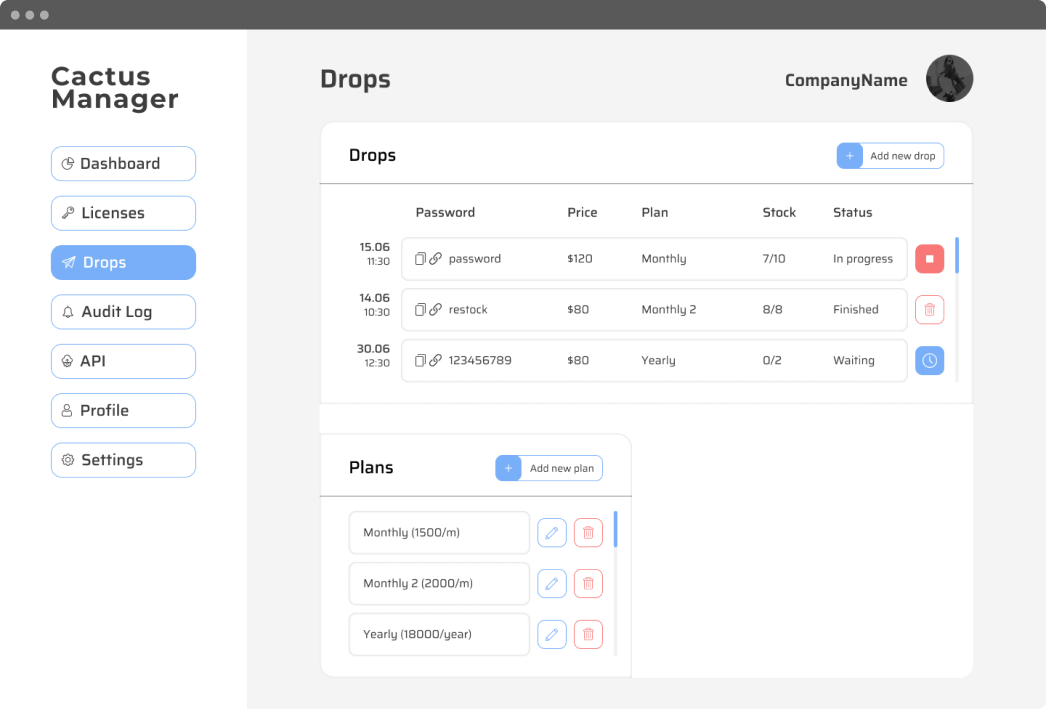 Cactus
Manager
Dashboard
Licenses
Drops
Audit Log
API
Profile
Settings
Drops
CompanyName
Drops
+ Add new drop
Password Price Plan Stock Status
15.06
11:30
password $120 Monthly 7/10 In progress
14.06
10:30
restock $80 Monthly 2 8/8 Finished
30.06
12:30
123456789 $80 Yearly 0/2 Waiting
Plans
+ Add new plan
Monthly (1500/m)
Monthly 2 (2000/m)
Yearly (18000/year)